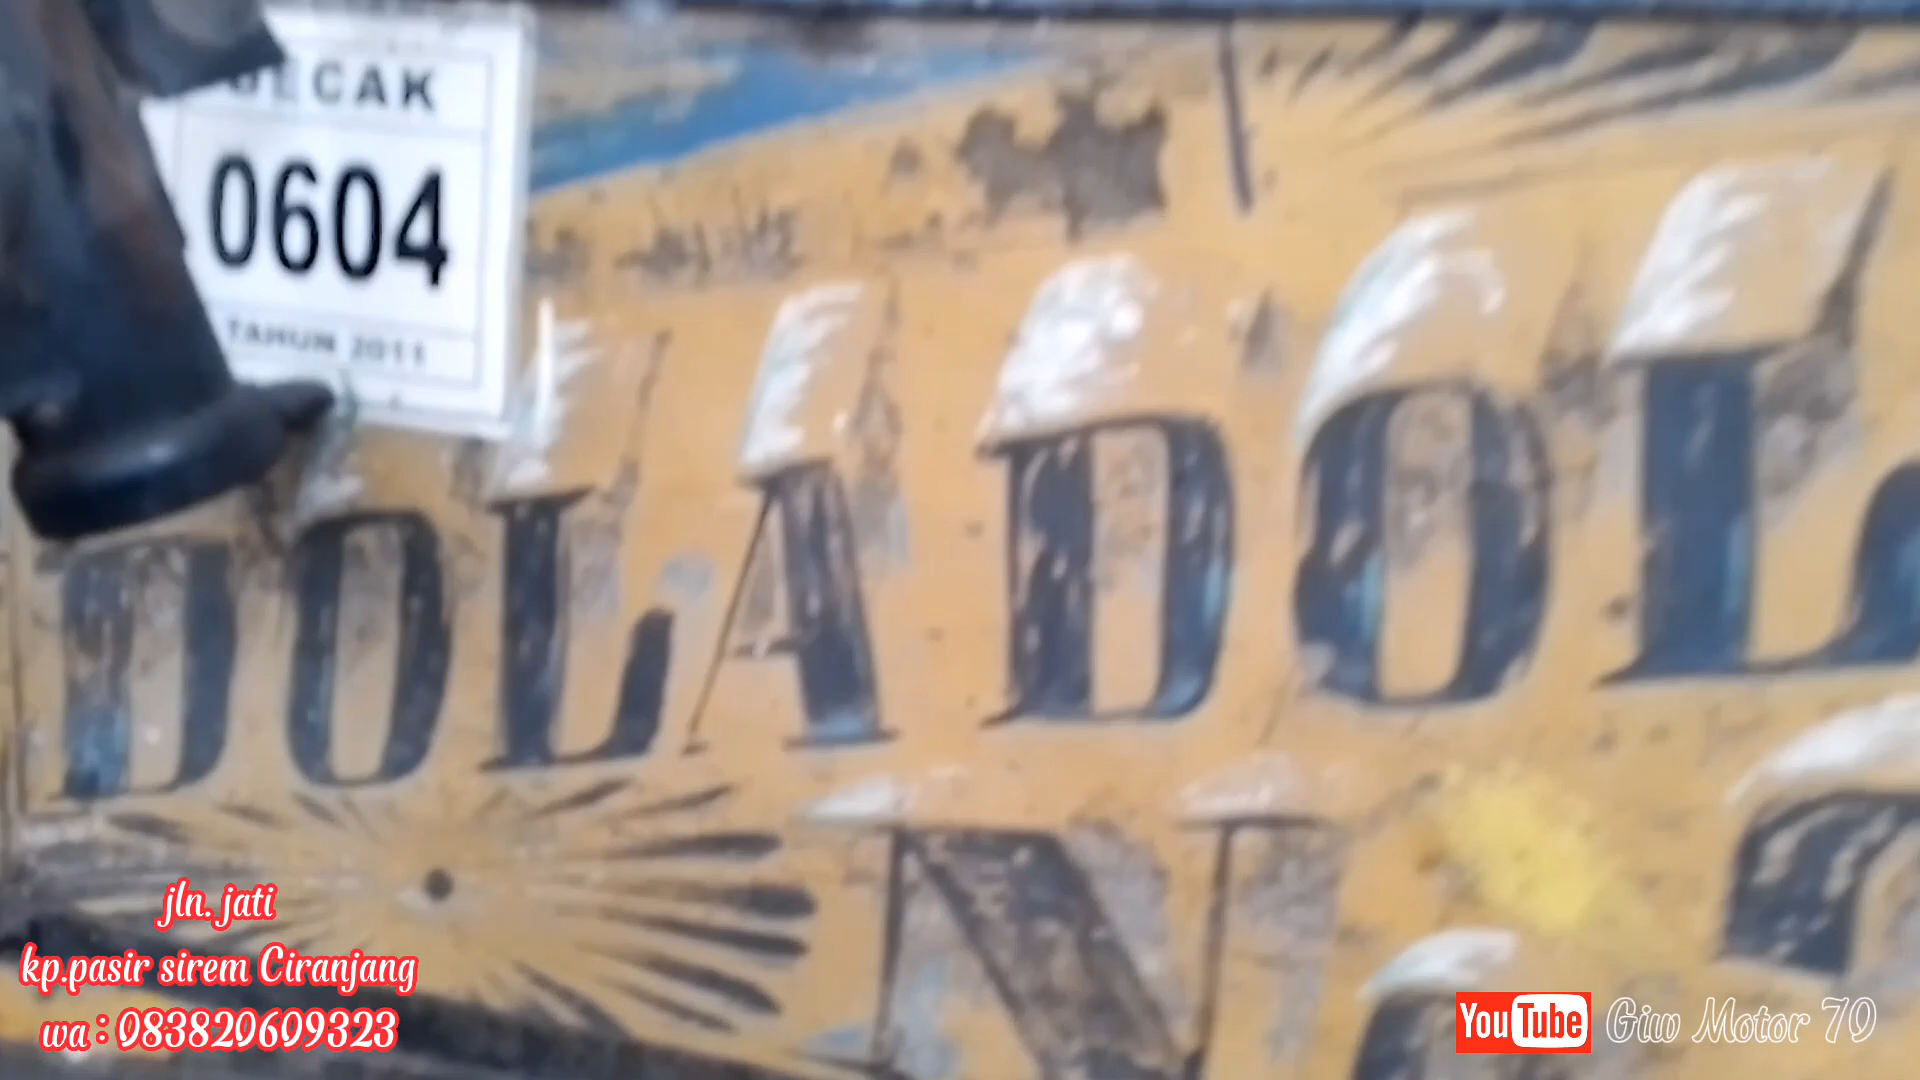 BECAK
0604
TAHUN 2011
DOLA DOL
N
jln. jati
kp.pasir sirem Ciranjang
wa : 083820609323
YouTube Giw Motor 79